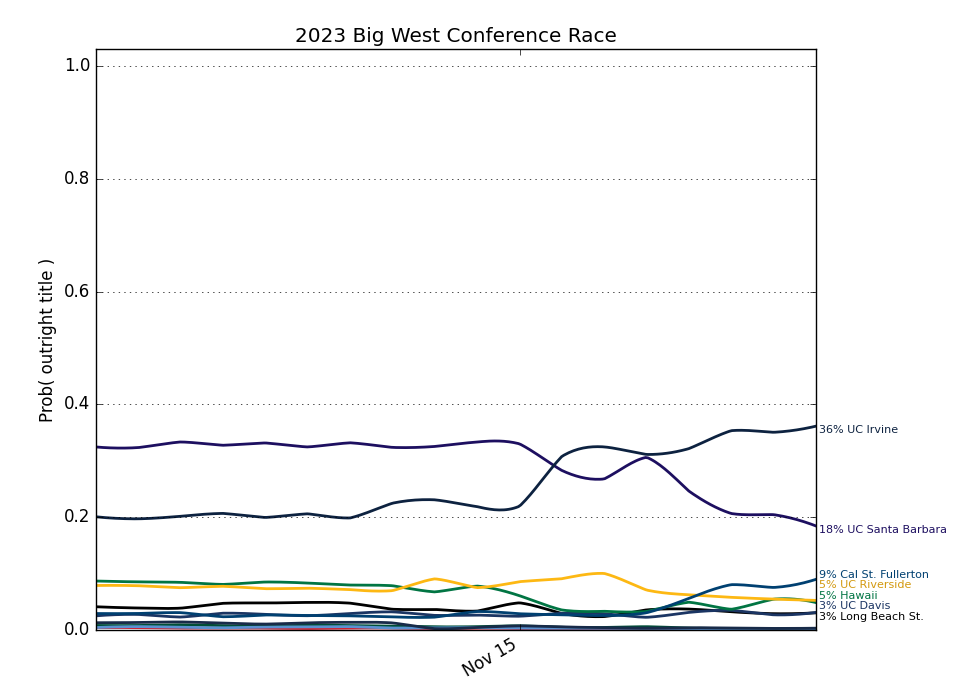 2023 Big West Conference Race
Prob( outright title )
1.0
0.8
0.6
0.4
0.2
0.0
Nov 15
36% UC Irvine
18% UC Santa Barbara
9% Cal St. Fullerton
5% UC Riverside
5% Hawaii
3% UC Davis
3% Long Beach St.